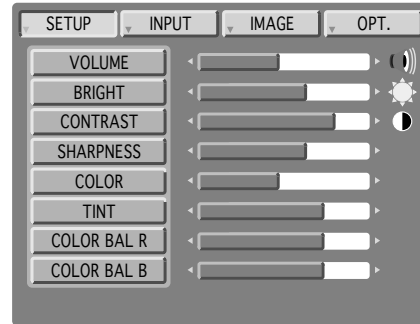 SETUP INPUT IMAGE OPT.
VOLUME
BRIGHT
CONTRAST
SHARPNESS
COLOR
TINT
COLOR BAL R
COLOR BAL B